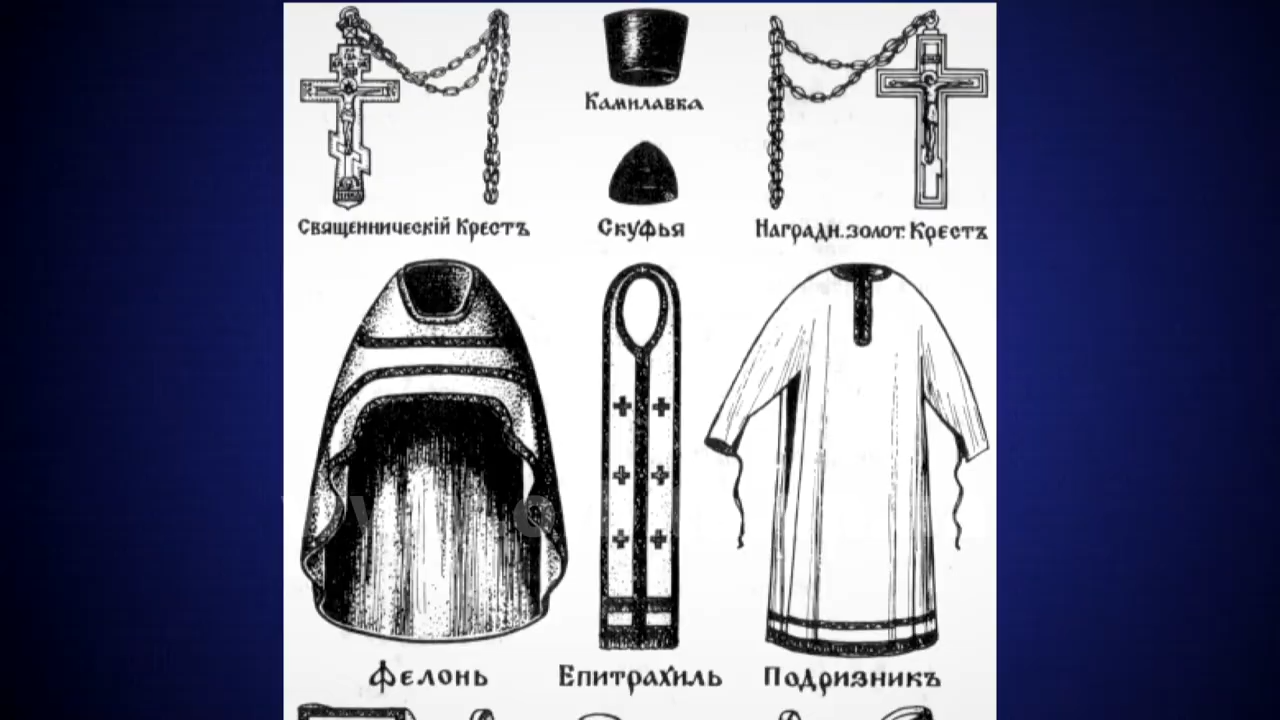 Камилавка
Священническій Крестъ
Скуфья
Наградн. золот. Крестъ
Фелонь
Епитрахиль
Подризникъ